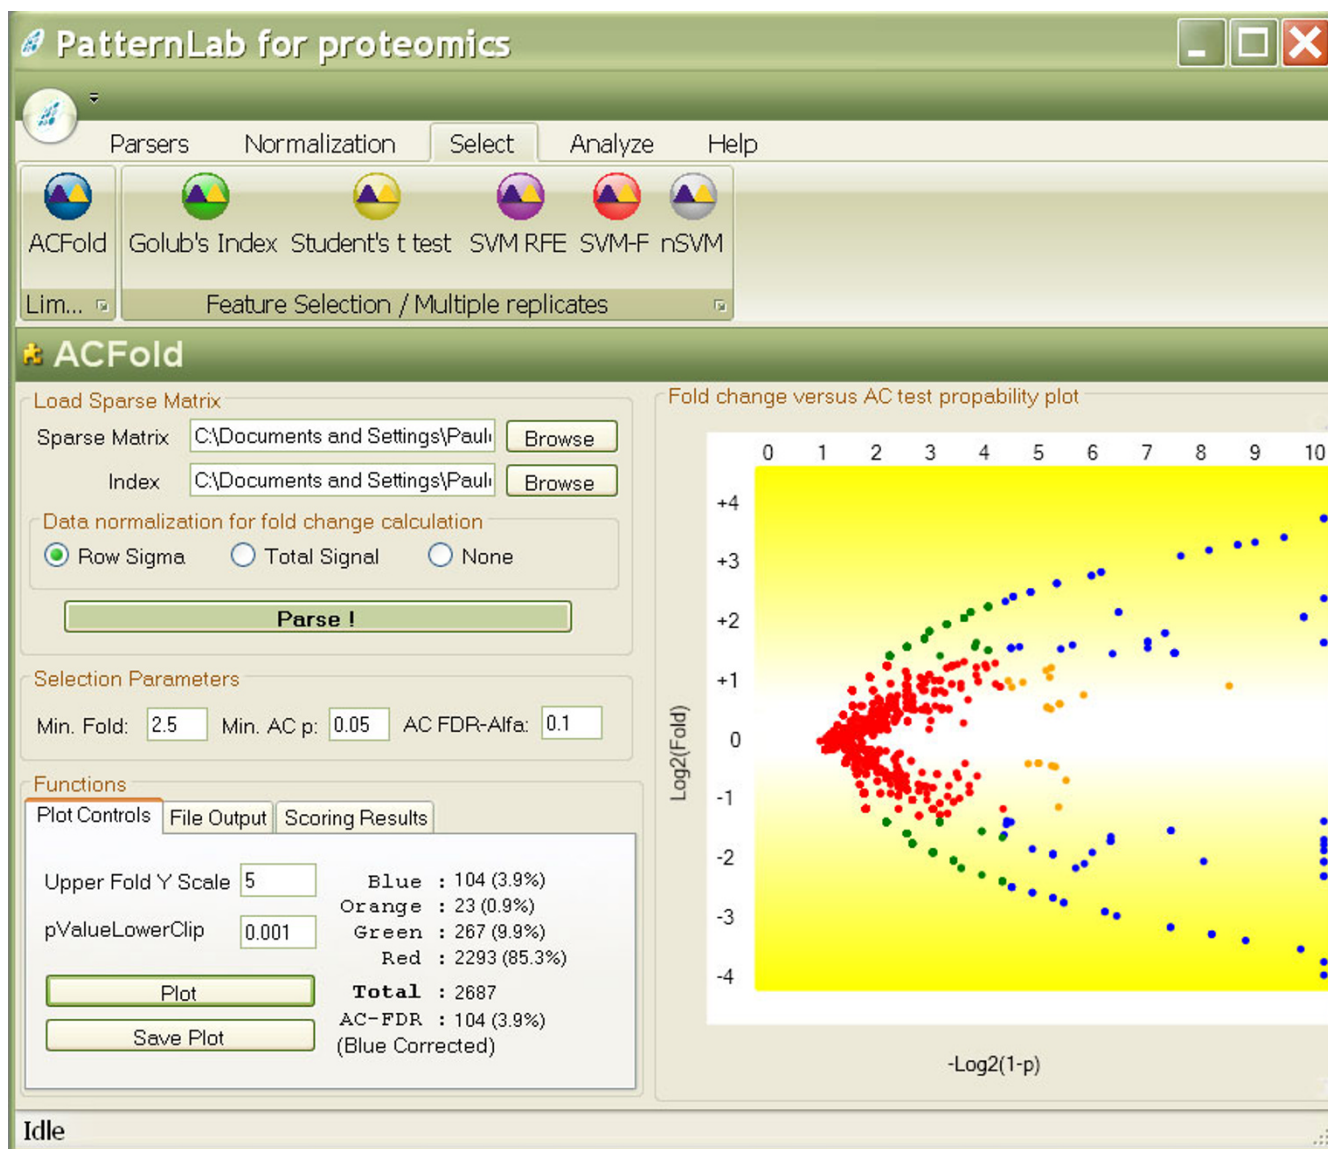 PatternLab for proteomics
Parsers Normalization Select Analyze Help
ACFold Golub's Index Student's t test SVM RFE SVM-F nSVM
Lim... Feature Selection / Multiple replicates
ACFold
Load Sparse Matrix
Sparse Matrix C:\Documents and Settings\Paul Browse
Index C:\Documents and Settings\Paul Browse
Data normalization for fold change calculation
Row Sigma Total Signal None
Parse !
Selection Parameters
Min. Fold: 2.5 Min. AC p: 0.05 AC FDR-Alfa: 0.1
Functions
Plot Controls File Output Scoring Results
Upper Fold Y Scale 5
pValueLowerClip 0.001
Plot
Save Plot
Blue : 104 (3.9%)
Orange : 23 (0.9%)
Green : 267 (9.9%)
Red : 2293 (85.3%)
Total : 2687
AC-FDR : 104 (3.9%)
(Blue Corrected)
Fold change versus AC test propability plot
0 1 2 3 4 5 6 7 8 9 10
+4
+3
+2
+1
0
-1
-2
-3
-4
Log2(Fold)
-Log2(1-p)
Idle